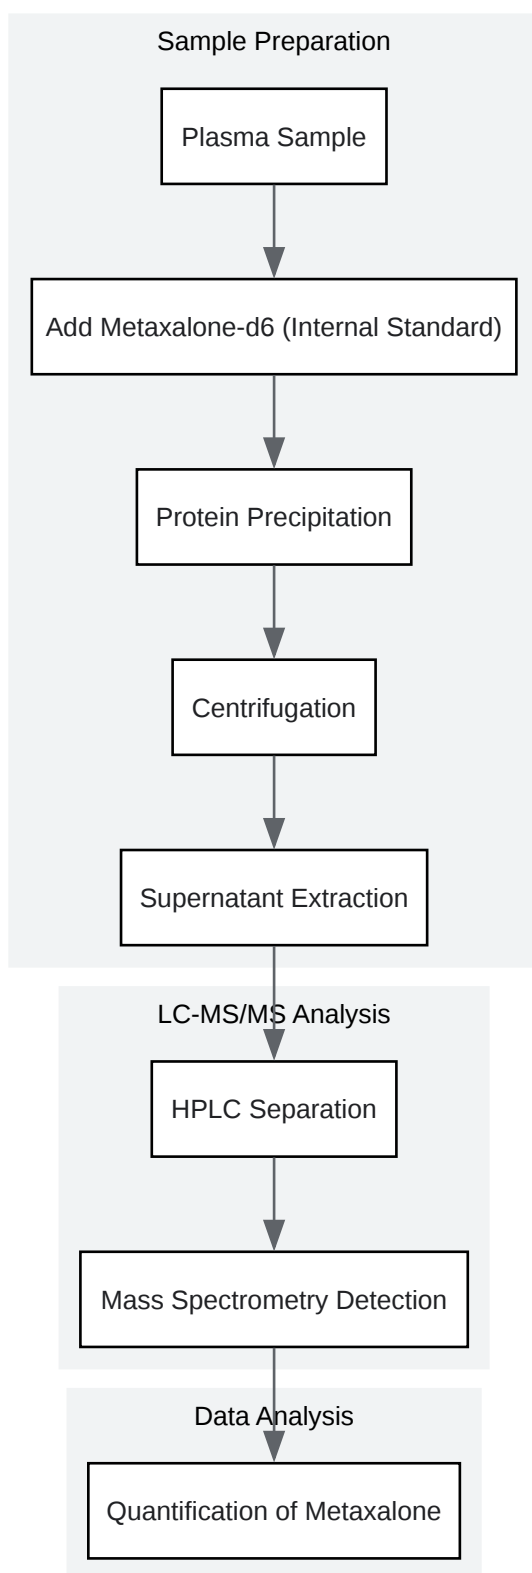 Sample Preparation
Plasma Sample
Add Metaxalone-d6 (Internal Standard)
Protein Precipitation
Centrifugation
Supernatant Extraction
LC-MS/MS Analysis
HPLC Separation
Mass Spectrometry Detection
Data Analysis
Quantification of Metaxalone